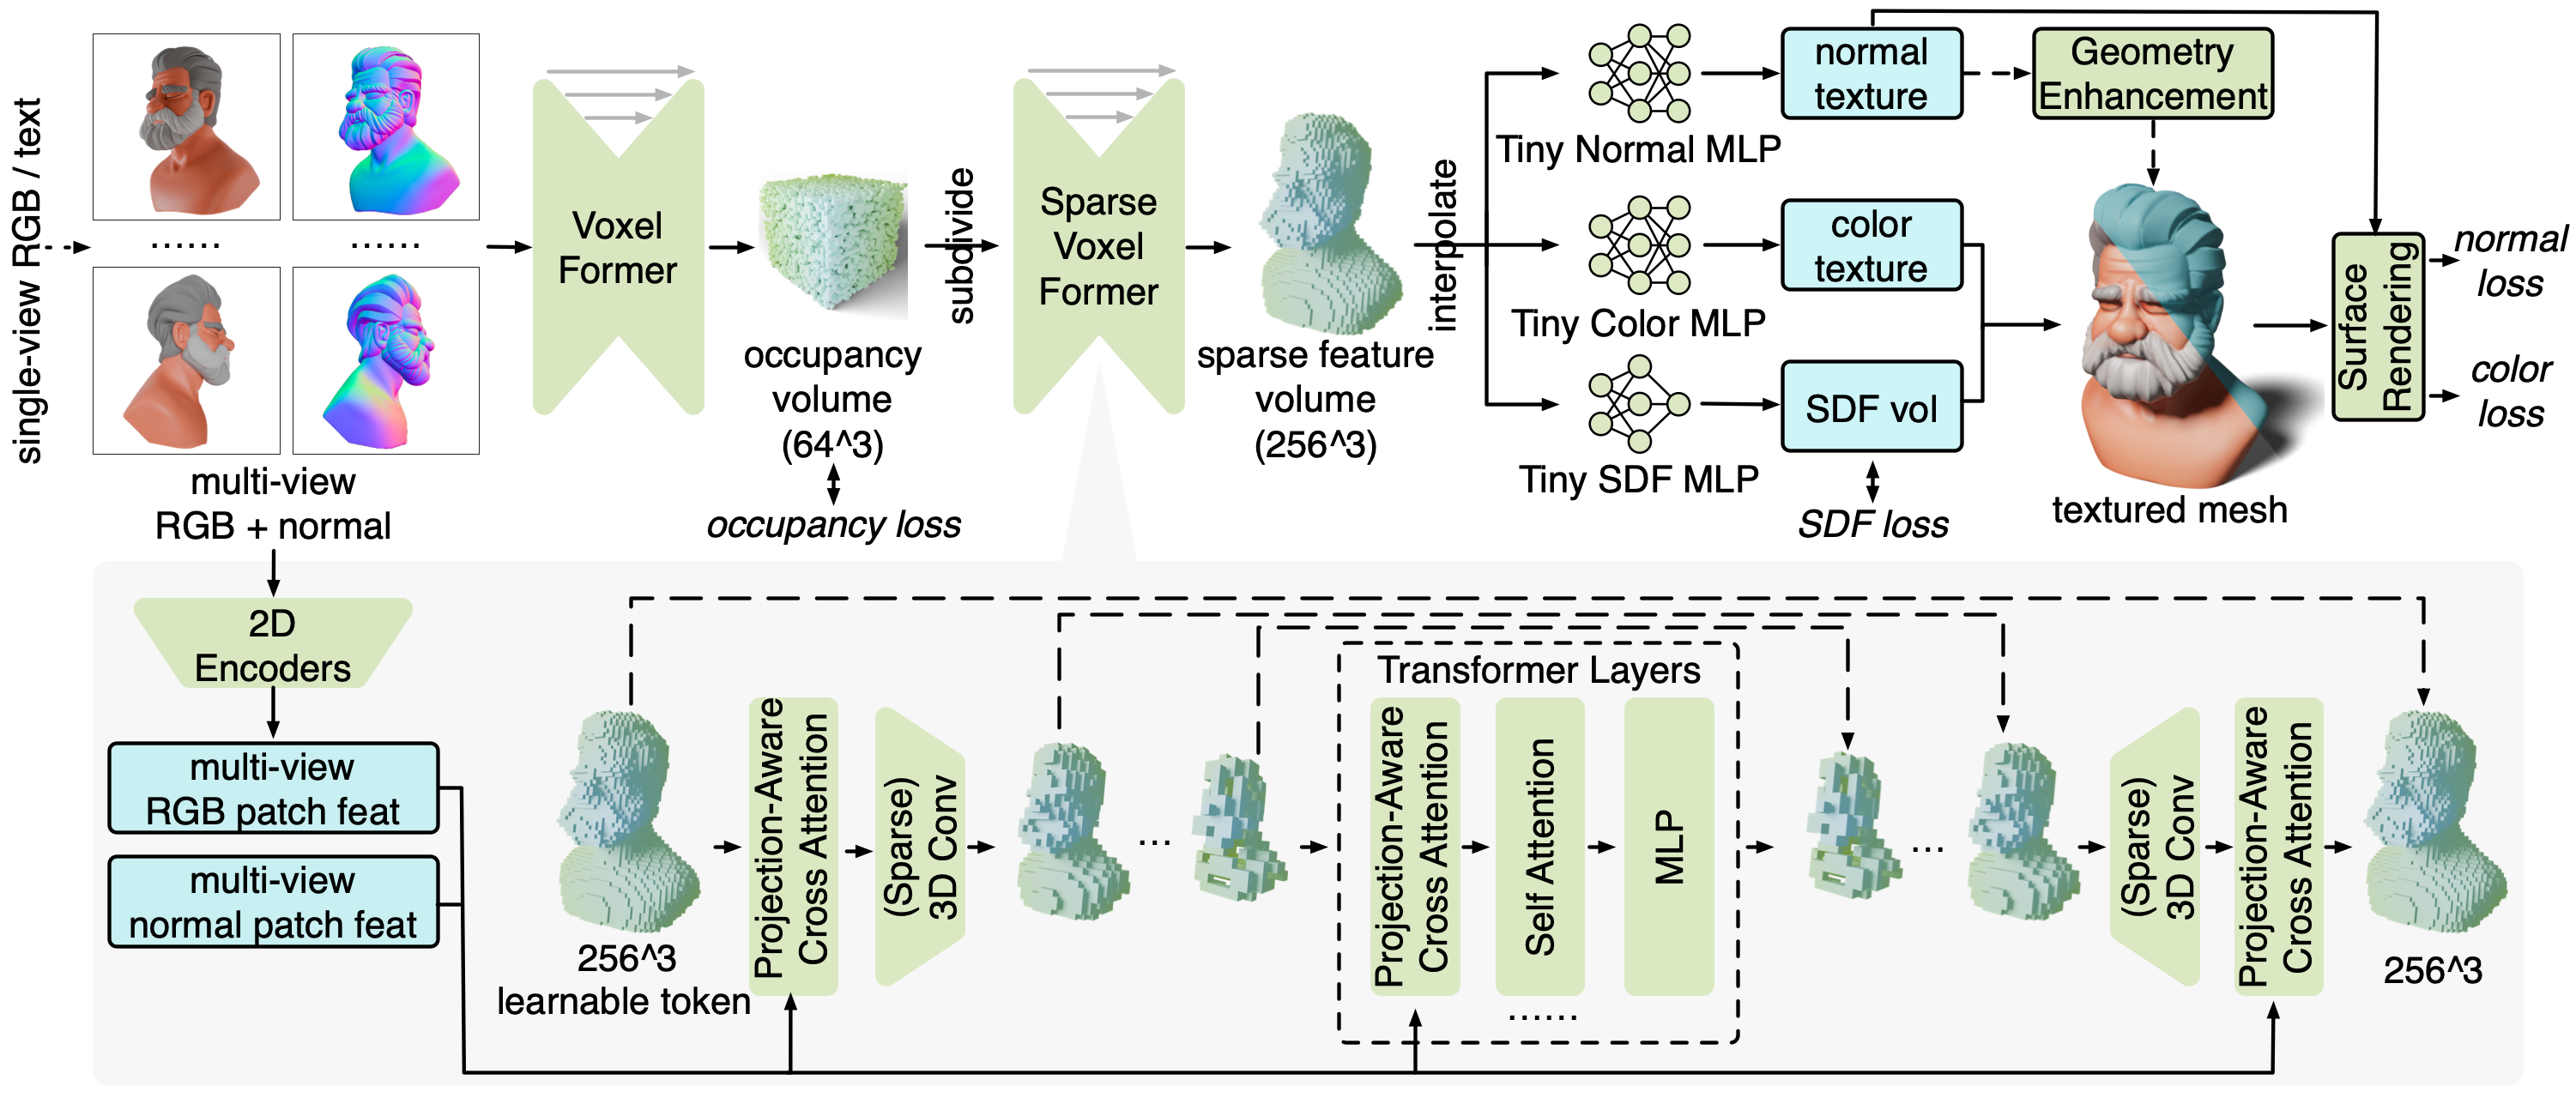 single-view RGB / text
......
......
multi-view
RGB + normal
Voxel
Former
occupancy
volume
(64^3)
occupancy loss
subdivide
Sparse
Voxel
Former
sparse feature
volume
(256^3)
interpolate
Tiny Normal MLP
Tiny Color MLP
Tiny SDF MLP
normal
texture
color
texture
SDF vol
SDF loss
Geometry
Enhancement
textured mesh
Surface
Rendering
normal
loss
color
loss
2D
Encoders
multi-view
RGB patch feat
multi-view
normal patch feat
256^3
learnable token
Projection-Aware
Cross Attention
(Sparse)
3D Conv
...
Transformer Layers
Projection-Aware
Cross Attention
Self Attention
MLP
......
...
(Sparse)
3D Conv
Projection-Aware
Cross Attention
256^3